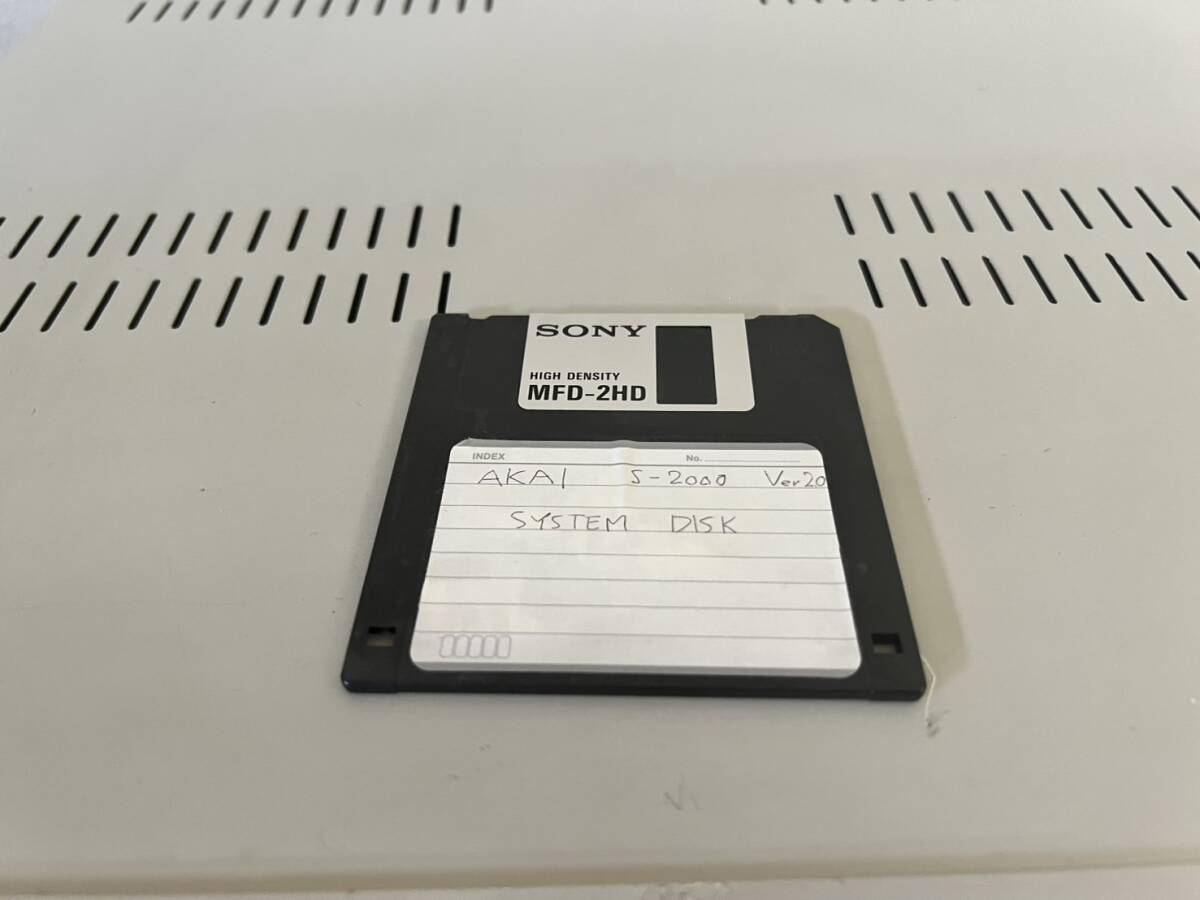 SONY
HIGH DENSITY
MFD-2HD
INDEX No.
AKAI S-2000 Ver20
SYSTEM DISK